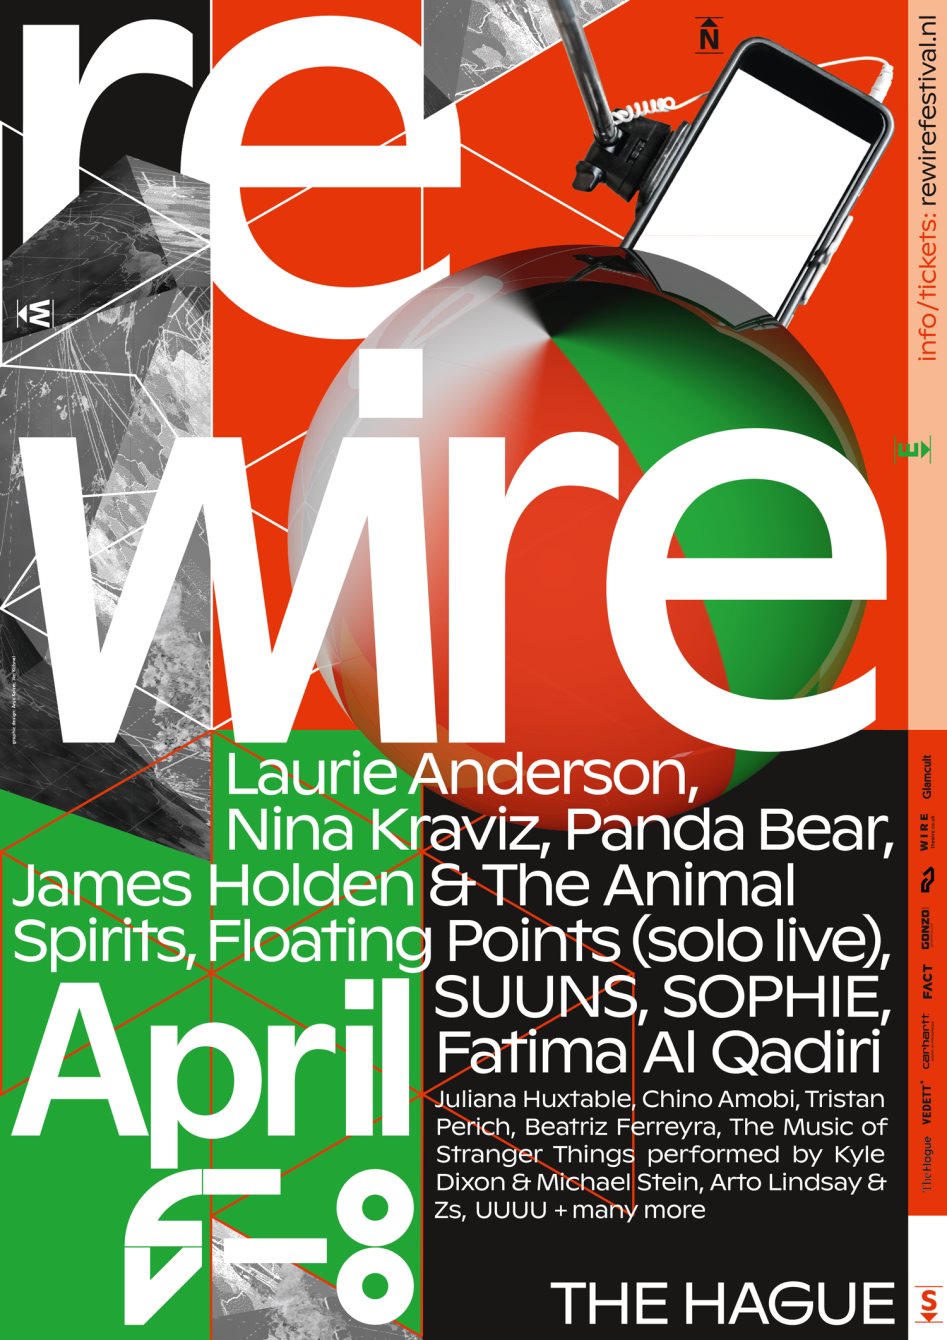 re
wire
N
W
E
S
info/tickets: rewirefestival.nl
Laurie Anderson,
Nina Kraviz, Panda Bear,
James Holden & The Animal
Spirits, Floating Points (solo live),
SUUNS, SOPHIE,
Fatima Al Qadiri
April
Juliana Huxtable, Chino Amobi, Tristan
Perich, Beatriz Ferreyra, The Music of
Stranger Things performed by Kyle
Dixon & Michael Stein, Arto Lindsay &
Zs, UUUU + many more
THE HAGUE
Glamcult
WIRE
GONZO
FACT
carhartt
VEDETT
The Hague